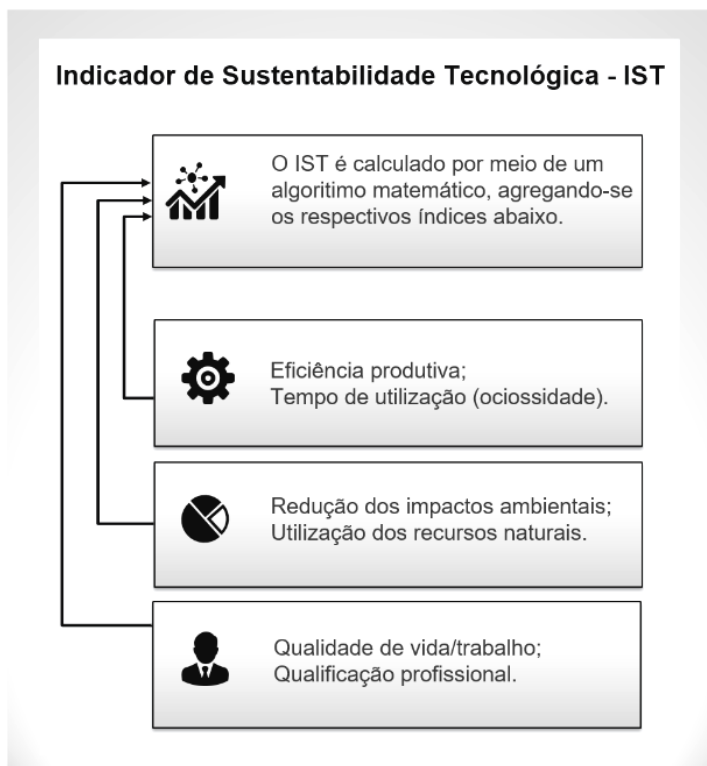 Indicador de Sustentabilidade Tecnológica - IST
O IST é calculado por meio de um
algoritimo matemático, agregando-se
os respectivos índices abaixo.
Eficiência produtiva;
Tempo de utilização (ociossidade).
Redução dos impactos ambientais;
Utilização dos recursos naturais.
Qualidade de vida/trabalho;
Qualificação profissional.